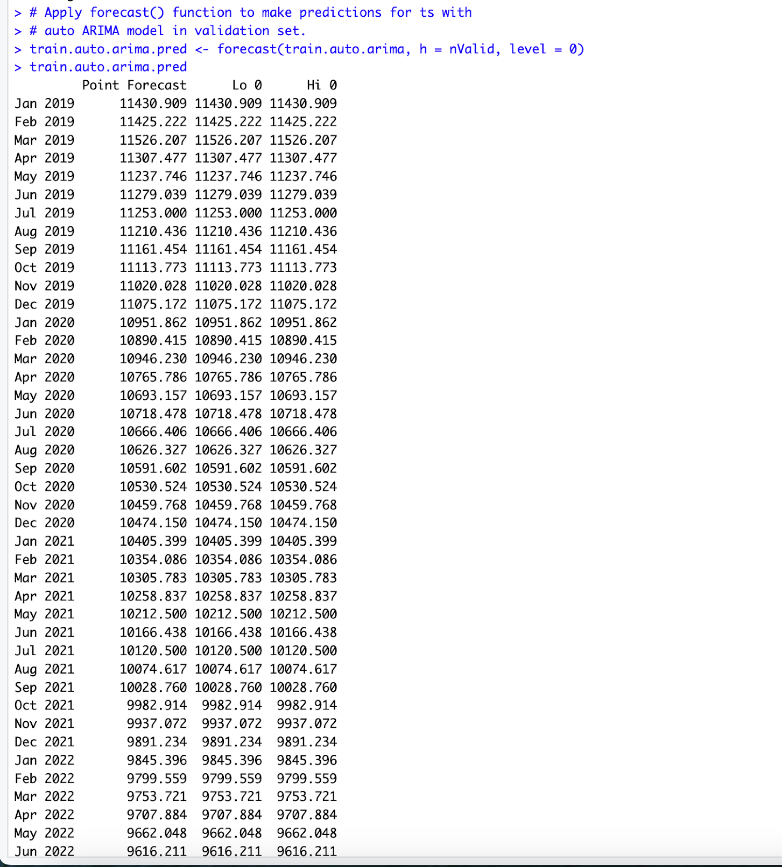 > # Apply forecast() function to make predictions for ts with
> # auto ARIMA model in validation set.
> train.auto.arima.pred <- forecast(train.auto.arima, h = nValid, level = 0)
> train.auto.arima.pred
         Point Forecast      Lo 0      Hi 0
Jan 2019      11430.909 11430.909 11430.909
Feb 2019      11425.222 11425.222 11425.222
Mar 2019      11526.207 11526.207 11526.207
Apr 2019      11307.477 11307.477 11307.477
May 2019      11237.746 11237.746 11237.746
Jun 2019      11279.039 11279.039 11279.039
Jul 2019      11253.000 11253.000 11253.000
Aug 2019      11210.436 11210.436 11210.436
Sep 2019      11161.454 11161.454 11161.454
Oct 2019      11113.773 11113.773 11113.773
Nov 2019      11020.028 11020.028 11020.028
Dec 2019      11075.172 11075.172 11075.172
Jan 2020      10951.862 10951.862 10951.862
Feb 2020      10890.415 10890.415 10890.415
Mar 2020      10946.230 10946.230 10946.230
Apr 2020      10765.786 10765.786 10765.786
May 2020      10693.157 10693.157 10693.157
Jun 2020      10718.478 10718.478 10718.478
Jul 2020      10666.406 10666.406 10666.406
Aug 2020      10626.327 10626.327 10626.327
Sep 2020      10591.602 10591.602 10591.602
Oct 2020      10530.524 10530.524 10530.524
Nov 2020      10459.768 10459.768 10459.768
Dec 2020      10474.150 10474.150 10474.150
Jan 2021      10405.399 10405.399 10405.399
Feb 2021      10354.086 10354.086 10354.086
Mar 2021      10305.783 10305.783 10305.783
Apr 2021      10258.837 10258.837 10258.837
May 2021      10212.500 10212.500 10212.500
Jun 2021      10166.438 10166.438 10166.438
Jul 2021      10120.500 10120.500 10120.500
Aug 2021      10074.617 10074.617 10074.617
Sep 2021      10028.760 10028.760 10028.760
Oct 2021       9982.914  9982.914  9982.914
Nov 2021       9937.072  9937.072  9937.072
Dec 2021       9891.234  9891.234  9891.234
Jan 2022       9845.396  9845.396  9845.396
Feb 2022       9799.559  9799.559  9799.559
Mar 2022       9753.721  9753.721  9753.721
Apr 2022       9707.884  9707.884  9707.884
May 2022       9662.048  9662.048  9662.048
Jun 2022       9616.211  9616.211  9616.211